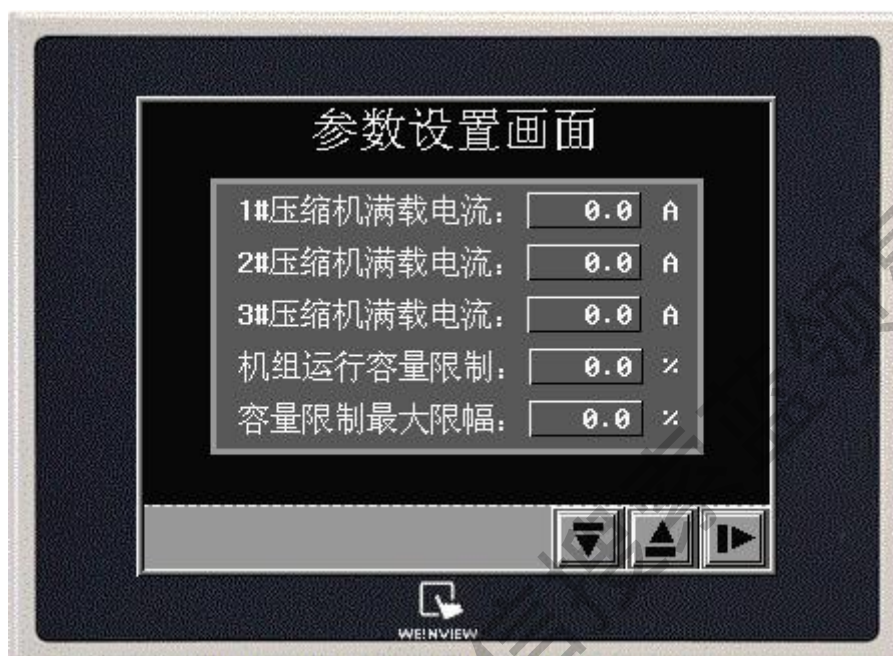 参数设置画面
1#压缩机满载电流: 0.0 A
2#压缩机满载电流: 0.0 A
3#压缩机满载电流: 0.0 A
机组运行容量限制: 0.0 %
容量限制最大限幅: 0.0 %
WEINVIEW